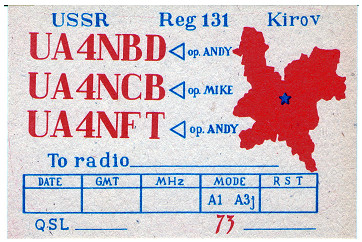 USSR Reg 131 Kirov
UA4NBD op. ANDY
UA4NCB op. MIKE
UA4NFT op. ANDY
To radio
DATE GMT MHz MODE RST
A1 A3j
QSL 73